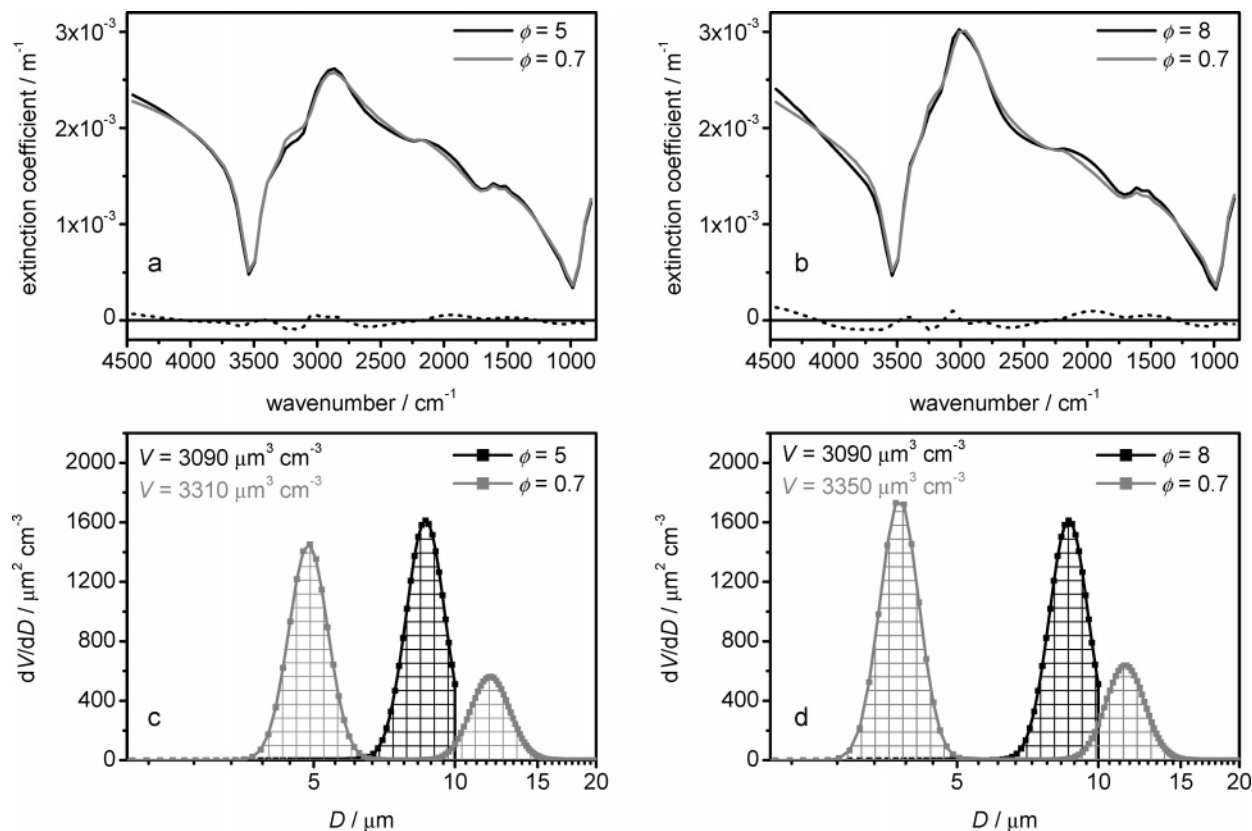 3x10⁻³
2x10⁻³
1x10⁻³
0
extinction coefficient / m⁻¹
ϕ = 5
ϕ = 0.7
a
4500 4000 3500 3000 2500 2000 1500 1000
wavenumber / cm⁻¹
3x10⁻³
2x10⁻³
1x10⁻³
0
extinction coefficient / m⁻¹
ϕ = 8
ϕ = 0.7
b
4500 4000 3500 3000 2500 2000 1500 1000
wavenumber / cm⁻¹
2000
1600
1200
800
400
0
dV/dD / μm² cm⁻³
V = 3090 μm³ cm⁻³
V = 3310 μm³ cm⁻³
ϕ = 5
ϕ = 0.7
c
5 10 15 20
D / μm
2000
1600
1200
800
400
0
dV/dD / μm² cm⁻³
V = 3090 μm³ cm⁻³
V = 3350 μm³ cm⁻³
ϕ = 8
ϕ = 0.7
d
5 10 15 20
D / μm